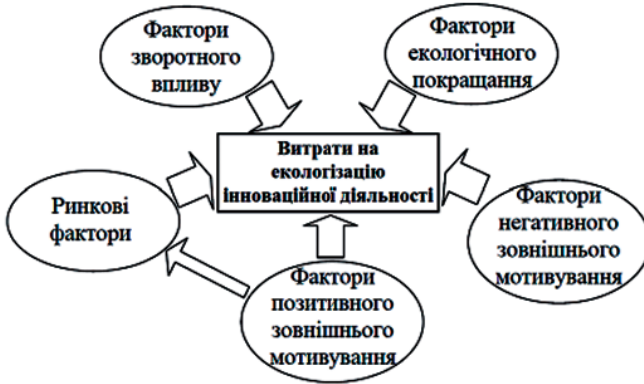 Фактори
зворотного
впливу
Фактори
екологічного
покращання
Витрати на
екологізацію
інноваційної діяльності
Ринкові
фактори
Фактори
негативного
зовнішнього
мотивування
Фактори
позитивного
зовнішнього
мотивування